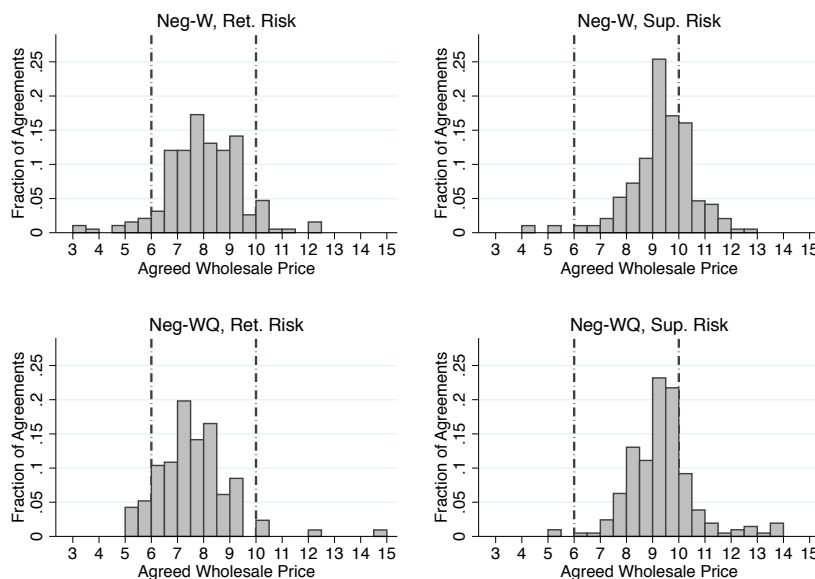 Neg-W, Ret. Risk
Fraction of Agreements
0 .05 .1 .15 .2 .25
3 4 5 6 7 8 9 10 11 12 13 14 15
Agreed Wholesale Price
Neg-W, Sup. Risk
Fraction of Agreements
0 .05 .1 .15 .2 .25
3 4 5 6 7 8 9 10 11 12 13 14 15
Agreed Wholesale Price
Neg-WQ, Ret. Risk
Fraction of Agreements
0 .05 .1 .15 .2 .25
3 4 5 6 7 8 9 10 11 12 13 14 15
Agreed Wholesale Price
Neg-WQ, Sup. Risk
Fraction of Agreements
0 .05 .1 .15 .2 .25
3 4 5 6 7 8 9 10 11 12 13 14 15
Agreed Wholesale Price